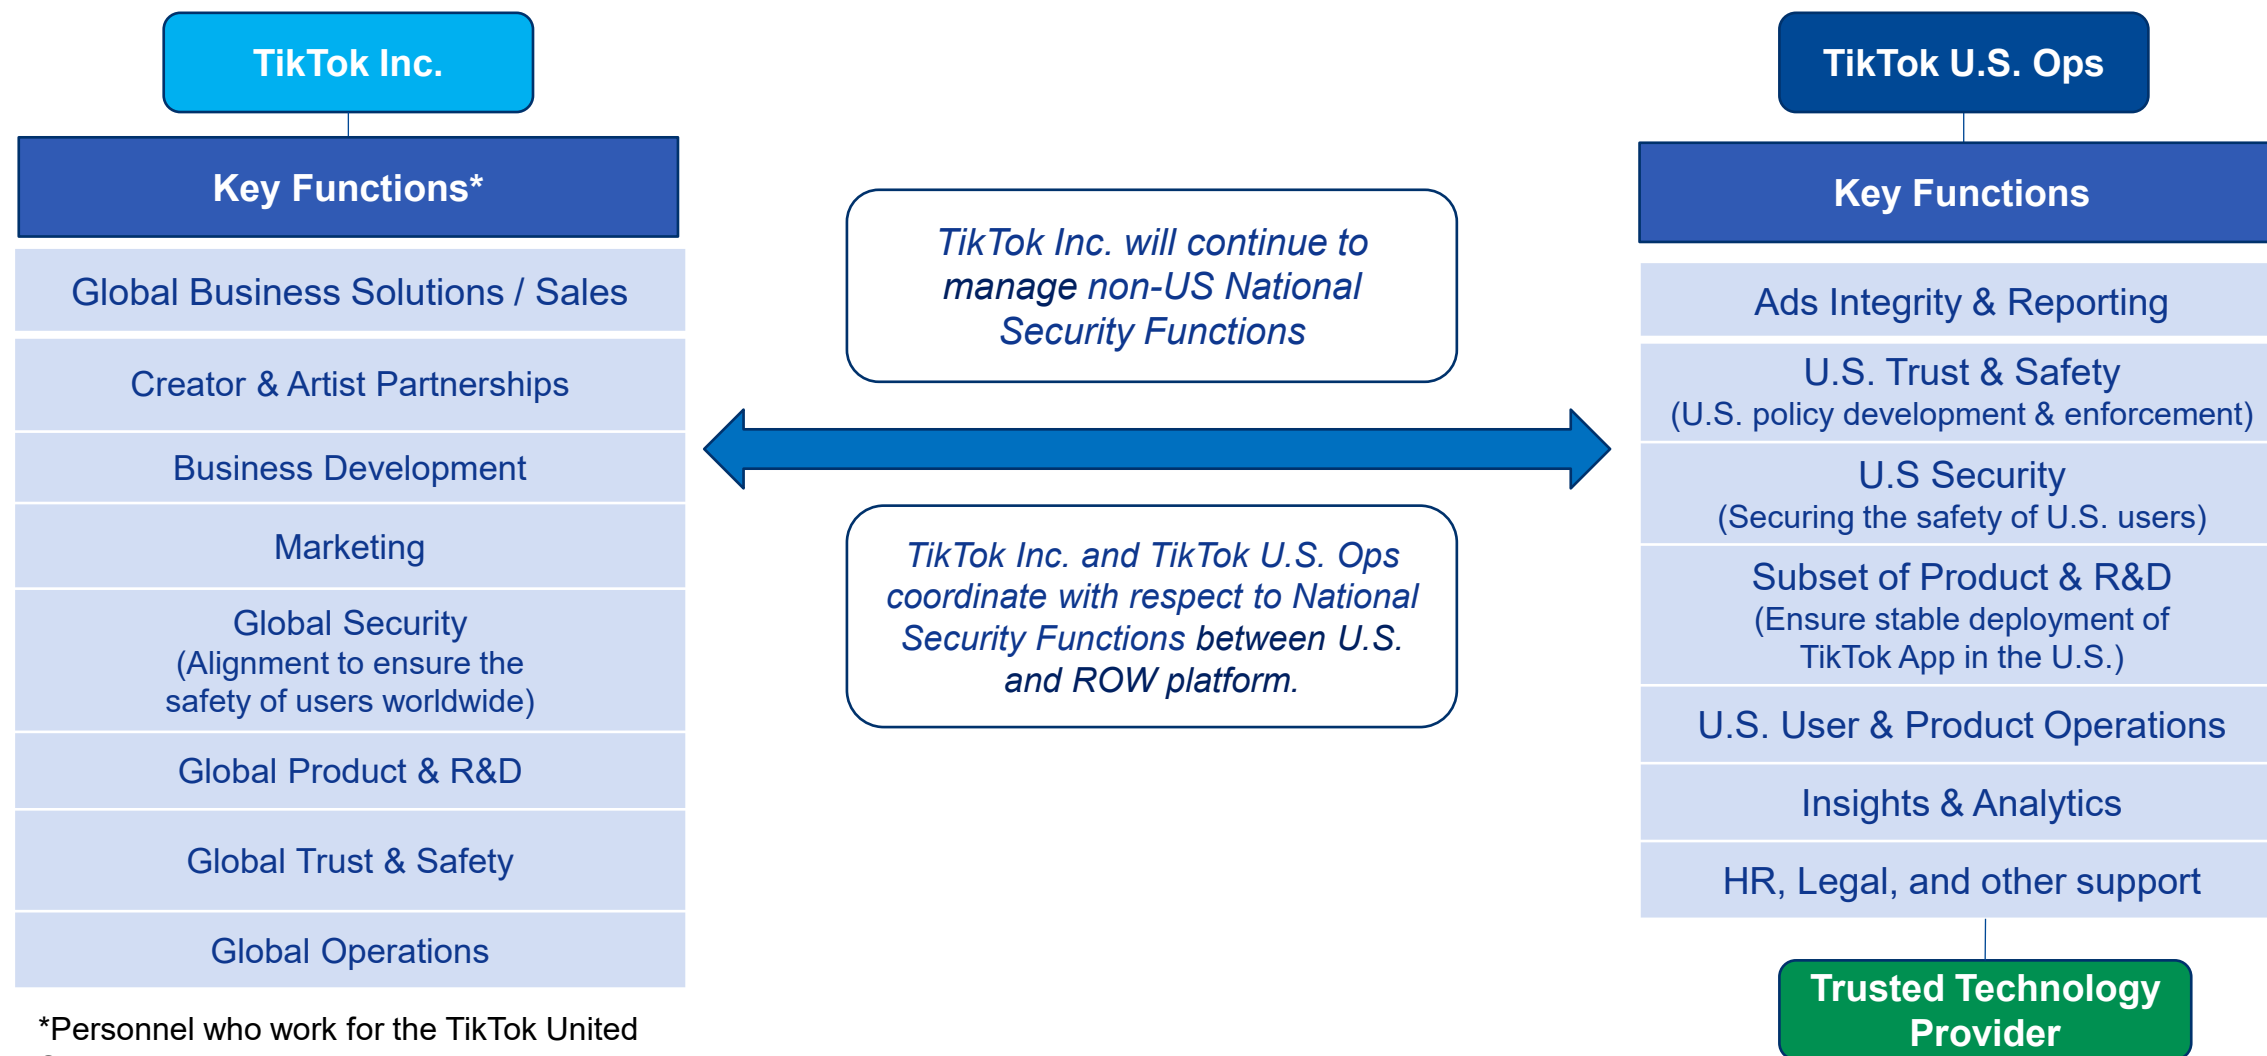 TikTok Inc.
Key Functions*
Global Business Solutions / Sales
Creator & Artist Partnerships
Business Development
Marketing
Global Security
(Alignment to ensure the
safety of users worldwide)
Global Product & R&D
Global Trust & Safety
Global Operations
*Personnel who work for the TikTok United
TikTok Inc. will continue to
manage non-US National
Security Functions
TikTok Inc. and TikTok U.S. Ops
coordinate with respect to National
Security Functions between U.S.
and ROW platform.
TikTok U.S. Ops
Key Functions
Ads Integrity & Reporting
U.S. Trust & Safety
(U.S. policy development & enforcement)
U.S Security
(Securing the safety of U.S. users)
Subset of Product & R&D
(Ensure stable deployment of
TikTok App in the U.S.)
U.S. User & Product Operations
Insights & Analytics
HR, Legal, and other support
Trusted Technology
Provider